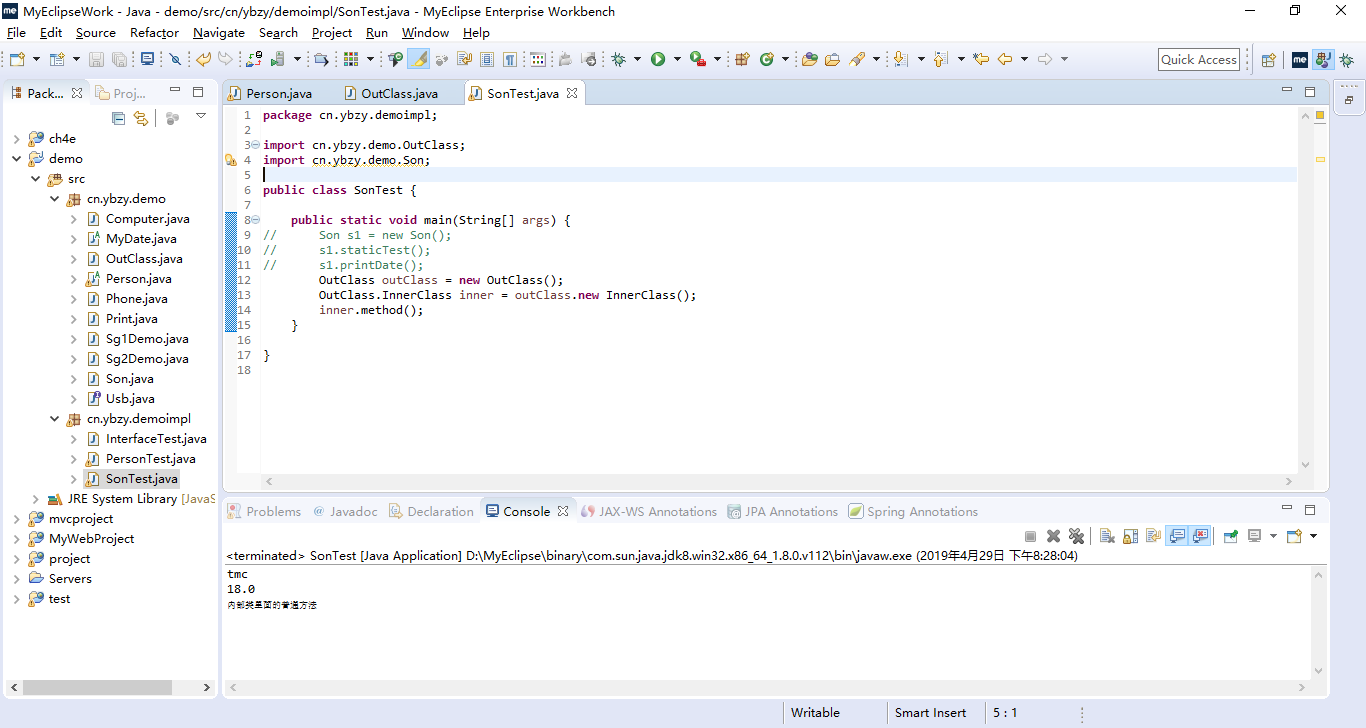 MyEclipseWork - Java - demo/src/cn/ybzy/demoimpl/SonTest.java - MyEclipse Enterprise Workbench
File Edit Source Refactor Navigate Search Project Run Window Help
Quick Access
Pack... Proj...
ch4e
demo
src
cn.ybzy.demo
Computer.java
MyDate.java
OutClass.java
Person.java
Phone.java
Print.java
Sg1Demo.java
Sg2Demo.java
Son.java
Usb.java
cn.ybzy.demoimpl
InterfaceTest.java
PersonTest.java
SonTest.java
JRE System Library [JavaS
mvcproject
MyWebProject
project
Servers
test
Person.java OutClass.java SonTest.java
1 package cn.ybzy.demoimpl;
2
3 import cn.ybzy.demo.OutClass;
4 import cn.ybzy.demo.Son;
5
6 public class SonTest {
7
8 public static void main(String[] args) {
9 // Son s1 = new Son();
10 // s1.staticTest();
11 // s1.printDate();
12 OutClass outClass = new OutClass();
13 OutClass.InnerClass inner = outClass.new InnerClass();
14 inner.method();
15 }
16
17 }
18
Problems @ Javadoc Declaration Console JAX-WS Annotations JPA Annotations Spring Annotations
<terminated> SonTest [Java Application] D:\MyEclipse\binary\com.sun.java.jdk8.win32.x86_64_1.8.0.v112\bin\javaw.exe (2019年4月29日 下午8:28:04)
tmc
18.0
内部类里面的普通方法
Writable Smart Insert 5 : 1